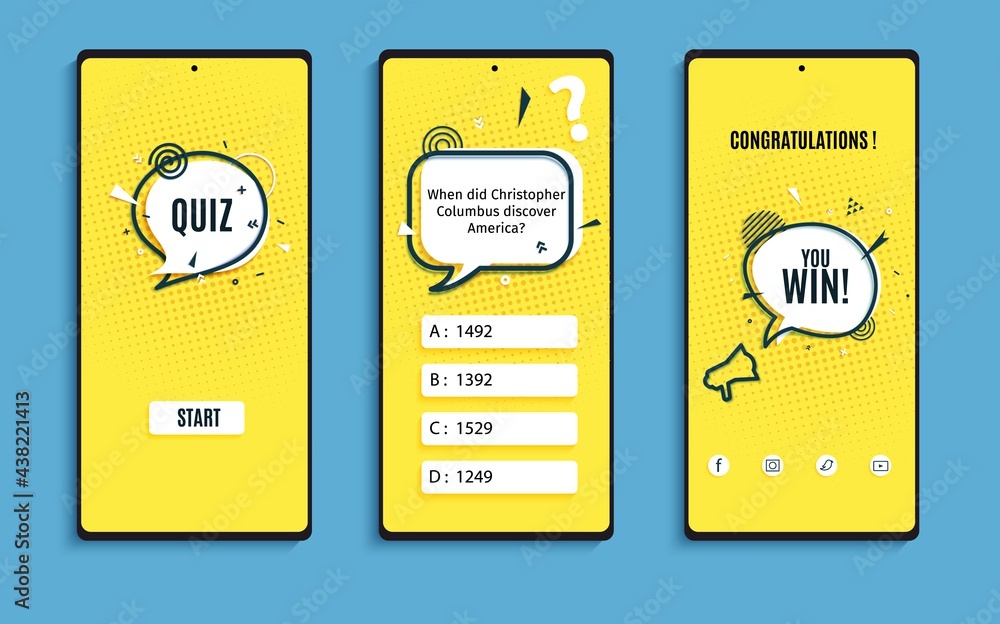 QUIZ
START
When did Christopher
Columbus discover
America?
A : 1492
B : 1392
C : 1529
D : 1249
CONGRATULATIONS !
YOU
WIN!
f
Adobe Stock | #438221413